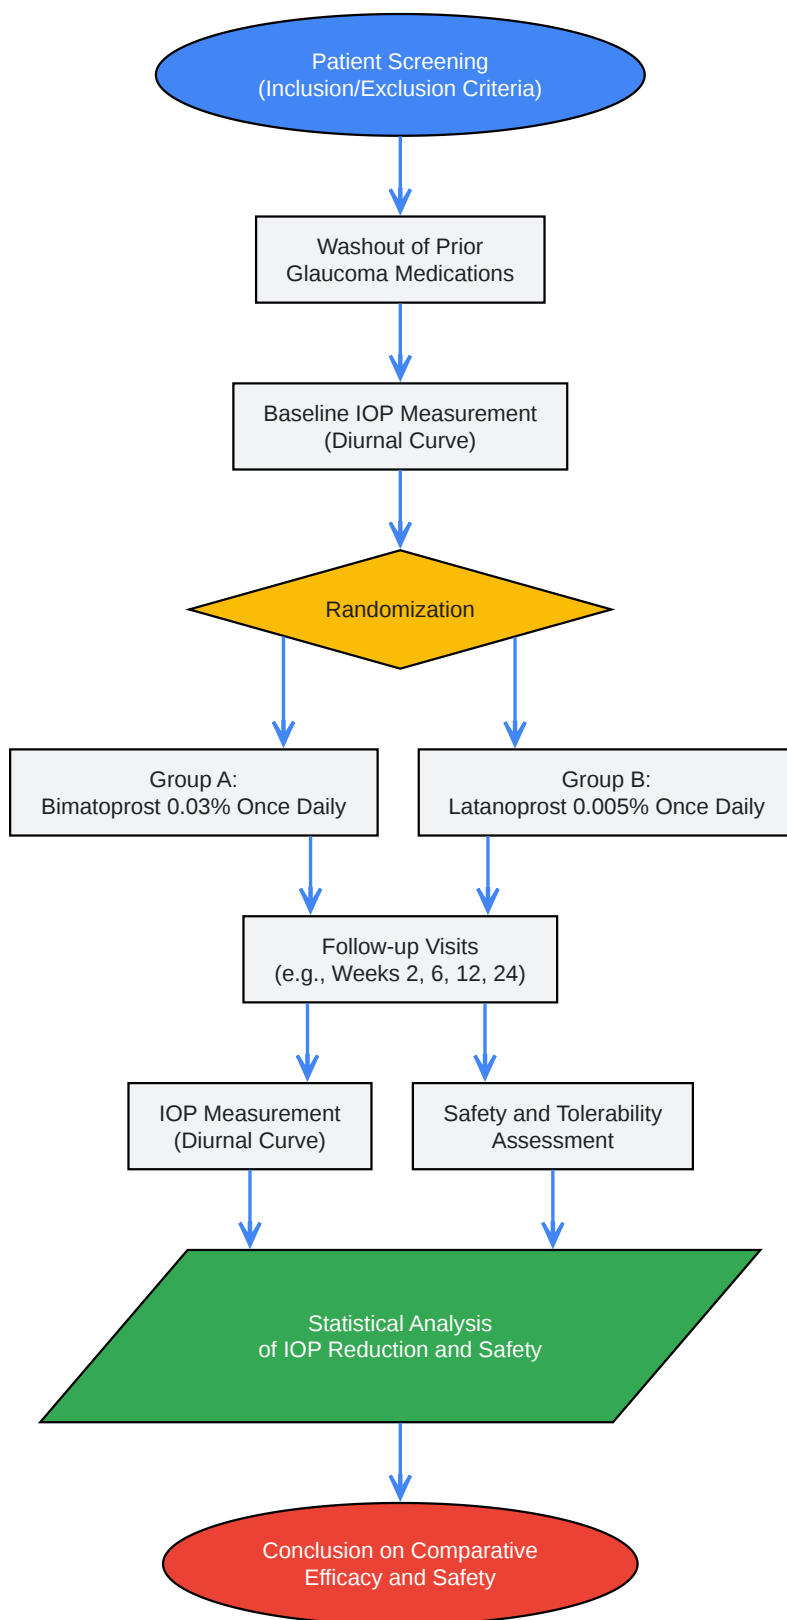 Patient Screening
(Inclusion/Exclusion Criteria)
Washout of Prior
Glaucoma Medications
Baseline IOP Measurement
(Diurnal Curve)
Randomization
Group A:
Bimatoprost 0.03% Once Daily
Group B:
Latanoprost 0.005% Once Daily
Follow-up Visits
(e.g., Weeks 2, 6, 12, 24)
IOP Measurement
(Diurnal Curve)
Safety and Tolerability
Assessment
Statistical Analysis
of IOP Reduction and Safety
Conclusion on Comparative
Efficacy and Safety